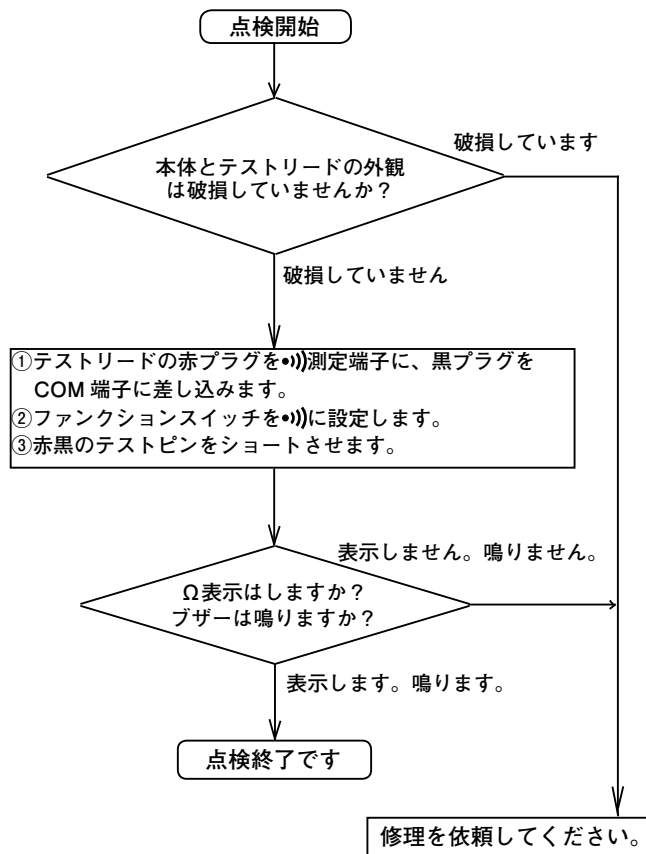 点検開始
本体とテストリードの外観
は破損していませんか？
破損しています
破損していません
①テストリードの赤プラグを•)))測定端子に、黒プラグを
COM 端子に差し込みます。
②ファンクションスイッチを•)))に設定します。
③赤黒のテストピンをショートさせます。
表示しません。鳴りません。
Ω表示はしますか？
ブザーは鳴りますか？
表示します。鳴ります。
点検終了です
修理を依頼してください。